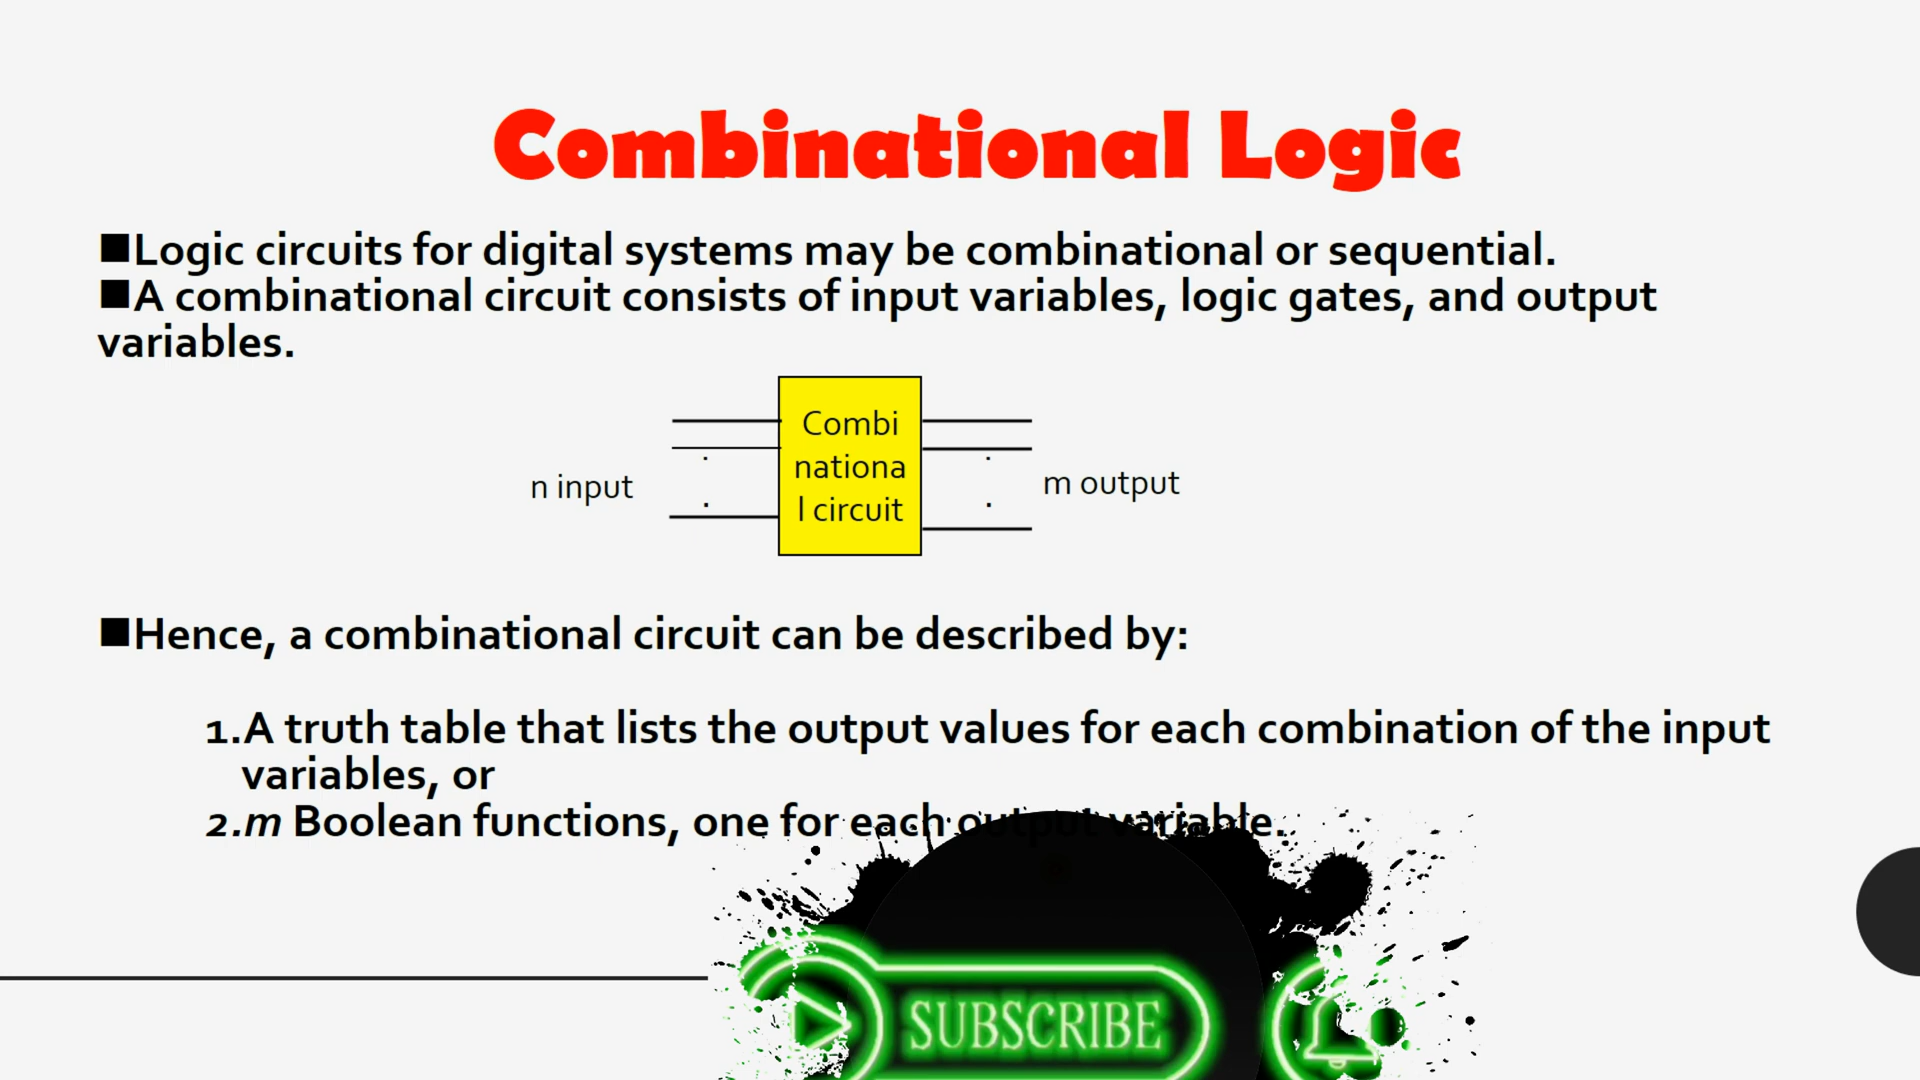 Combinational Logic
■Logic circuits for digital systems may be combinational or sequential.
■A combinational circuit consists of input variables, logic gates, and output
variables.
Combi
nationa
l circuit
n input
m output
■Hence, a combinational circuit can be described by:
1.A truth table that lists the output values for each combination of the input
variables, or
2.m Boolean functions, one for each output variable.
SUBSCRIBE